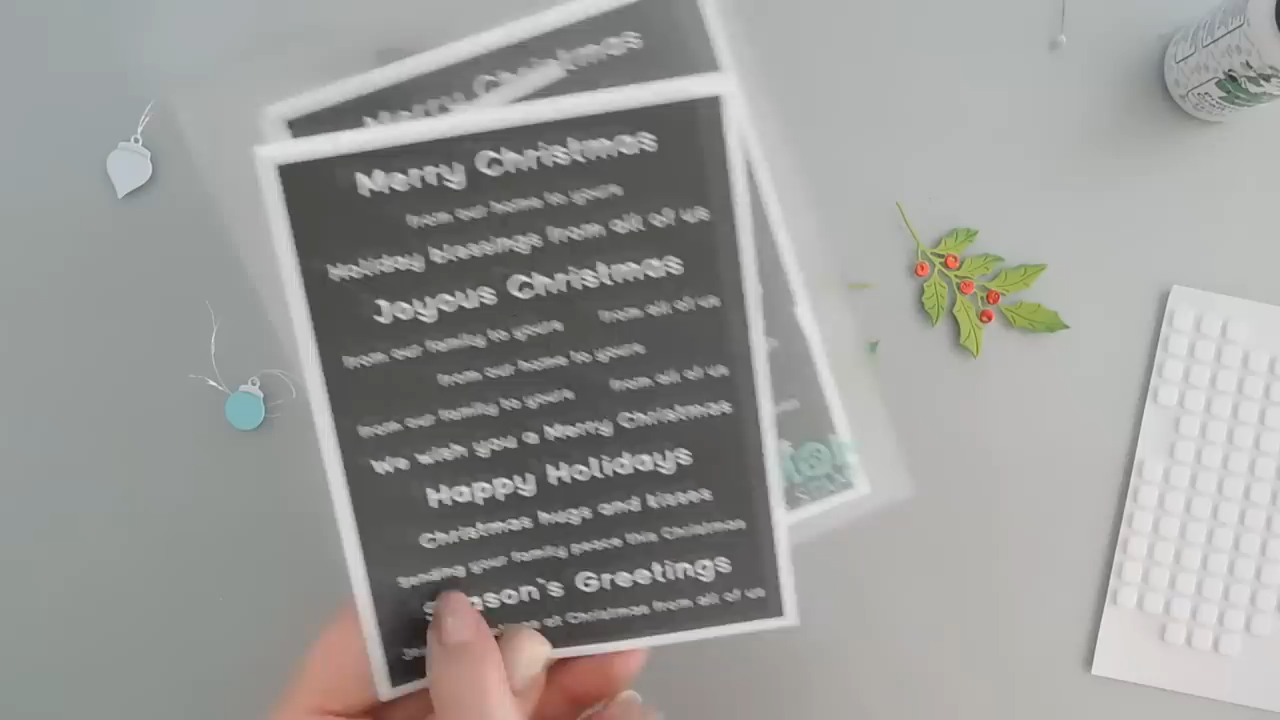 Merry Christmas
Merry Christmas
from our home to yours
Holiday blessings from all of us
Joyous Christmas
from our family to yours from all of us
from our home to yours
from our family to yours from all of us
We wish you a Merry Christmas
Happy Holidays
Christmas hugs and kisses
Sending your family peace this Christmas
Season's Greetings
at Christmas from all of us